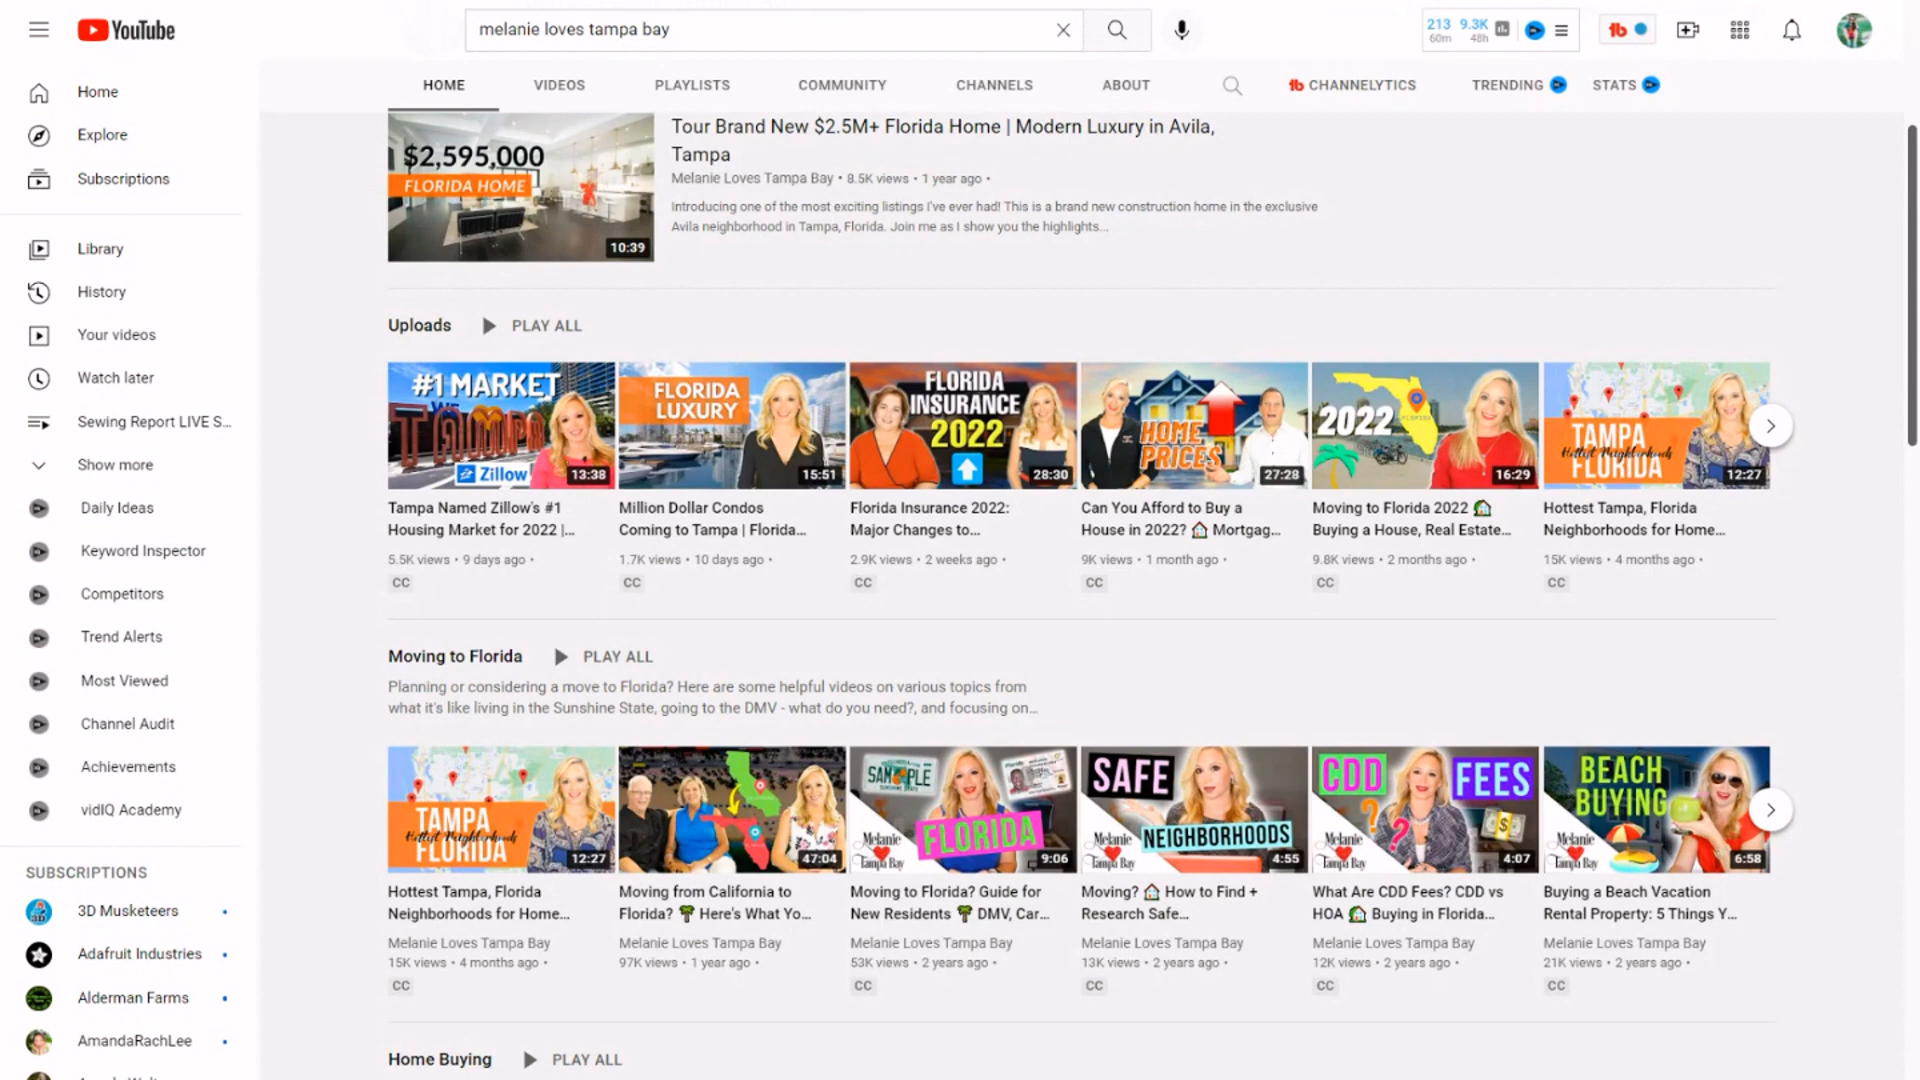 YouTube
melanie loves tampa bay
213 9.3K
60m 48h
HOME VIDEOS PLAYLISTS COMMUNITY CHANNELS ABOUT tb CHANNELYTICS TRENDING STATS
Home
Explore
Subscriptions
Library
History
Your videos
Watch later
Sewing Report LIVE S...
Show more
Daily Ideas
Keyword Inspector
Competitors
Trend Alerts
Most Viewed
Channel Audit
Achievements
vidIQ Academy
SUBSCRIPTIONS
3D Musketeers
Adafruit Industries
Alderman Farms
AmandaRachLee
$2,595,000
FLORIDA HOME
10:39
Tour Brand New $2.5M+ Florida Home | Modern Luxury in Avila,
Tampa
Melanie Loves Tampa Bay • 8.5K views • 1 year ago •
Introducing one of the most exciting listings I've ever had! This is a brand new construction home in the exclusive
Avila neighborhood in Tampa, Florida. Join me as I show you the highlights...
Uploads PLAY ALL
#1 MARKET
TAMPA
Zillow
13:38
Tampa Named Zillow's #1
Housing Market for 2022 |...
5.5K views • 9 days ago •
CC
FLORIDA
LUXURY
15:51
Million Dollar Condos
Coming to Tampa | Florida...
1.7K views • 10 days ago •
CC
FLORIDA
INSURANCE
2022
28:30
Florida Insurance 2022:
Major Changes to...
2.9K views • 2 weeks ago •
CC
HOME
PRICES
27:28
Can You Afford to Buy a
House in 2022? 🏠 Mortgag...
9K views • 1 month ago •
CC
2022
FLORIDA
16:29
Moving to Florida 2022 🏠
Buying a House, Real Estate...
9.8K views • 2 months ago •
CC
TAMPA
Hottest Neighborhoods
FLORIDA
12:27
Hottest Tampa, Florida
Neighborhoods for Home...
15K views • 4 months ago •
CC
Moving to Florida PLAY ALL
Planning or considering a move to Florida? Here are some helpful videos on various topics from
what it's like living in the Sunshine State, going to the DMV - what do you need?, and focusing on...
TAMPA
Hottest Neighborhoods
FLORIDA
12:27
Hottest Tampa, Florida
Neighborhoods for Home...
Melanie Loves Tampa Bay
15K views • 4 months ago •
CC
47:04
Moving from California to
Florida? 🌴 Here's What Yo...
Melanie Loves Tampa Bay
97K views • 1 year ago •
SAMPLE
FLORIDA
Melanie
Tampa Bay
9:06
Moving to Florida? Guide for
New Residents 🌴 DMV, Car...
Melanie Loves Tampa Bay
53K views • 2 years ago •
CC
SAFE
NEIGHBORHOODS
Melanie
Tampa Bay
4:55
Moving? 🏠 How to Find +
Research Safe...
Melanie Loves Tampa Bay
13K views • 2 years ago •
CC
CDD FEES
Melanie
Tampa Bay
4:07
What Are CDD Fees? CDD vs
HOA 🏠 Buying in Florida...
Melanie Loves Tampa Bay
12K views • 2 years ago •
CC
BEACH
BUYING
Melanie
Tampa Bay
6:58
Buying a Beach Vacation
Rental Property: 5 Things Y...
Melanie Loves Tampa Bay
21K views • 2 years ago •
CC
Home Buying PLAY ALL